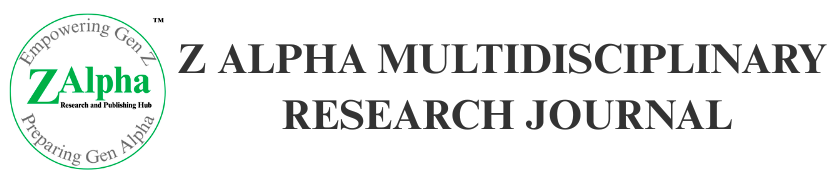 Empowering Gen Z
™
ZAlpha
Research and Publishing Hub
Preparing Gen Alpha
Z ALPHA MULTIDISCIPLINARY
RESEARCH JOURNAL